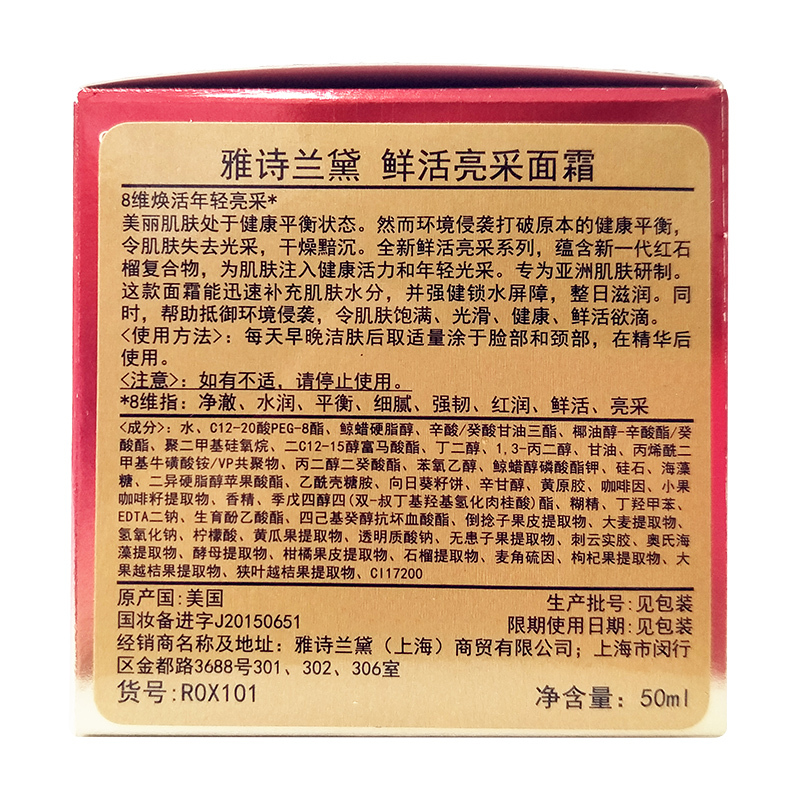 雅诗兰黛 鲜活亮采面霜
8维焕活年轻亮采*
美丽肌肤处于健康平衡状态。然而环境侵袭打破原本的健康平衡，
令肌肤失去光采，干燥黯沉。全新鲜活亮采系列，蕴含新一代红石
榴复合物，为肌肤注入健康活力和年轻光采。专为亚洲肌肤研制。
这款面霜能迅速补充肌肤水分，并强健锁水屏障，整日滋润。同
时，帮助抵御环境侵袭，令肌肤饱满、光滑、健康、鲜活欲滴。
<使用方法>：每天早晚洁肤后取适量涂于脸部和颈部，在精华后
使用。
<注意>：如有不适，请停止使用。
*8维指：净澈、水润、平衡、细腻、强韧、红润、鲜活、亮采
<成分>：水、C12-20酸PEG-8酯、鲸蜡硬脂醇、辛酸/癸酸甘油三酯、椰油醇-辛酸酯/癸
酸酯、聚二甲基硅氧烷、二C12-15醇富马酸酯、丁二醇、1,3-丙二醇、甘油、丙烯酰二
甲基牛磺酸铵/VP共聚物、丙二醇二癸酸酯、苯氧乙醇、鲸蜡醇磷酸酯钾、硅石、海藻
糖、二异硬脂醇苹果酸酯、乙酰壳糖胺、向日葵籽饼、辛甘醇、黄原胶、咖啡因、小果
咖啡籽提取物、香精、季戊四醇四(双-叔丁基羟基氢化肉桂酸)酯、糊精、丁羟甲苯、
EDTA二钠、生育酚乙酸酯、四己基癸醇抗坏血酸酯、倒捻子果皮提取物、大麦提取物、
氢氧化钠、柠檬酸、黄瓜果提取物、透明质酸钠、无患子果提取物、刺云实胶、奥氏海
藻提取物、酵母提取物、柑橘果皮提取物、石榴提取物、麦角硫因、枸杞果提取物、大
果越桔果提取物、狭叶越桔果提取物、CI17200
原产国:美国
生产批号:见包装
国妆备进字J20150651
限期使用日期:见包装
经销商名称及地址：雅诗兰黛（上海）商贸有限公司；上海市闵行
区金都路3688号301、302、306室
货号:R0X101
净含量：50ml